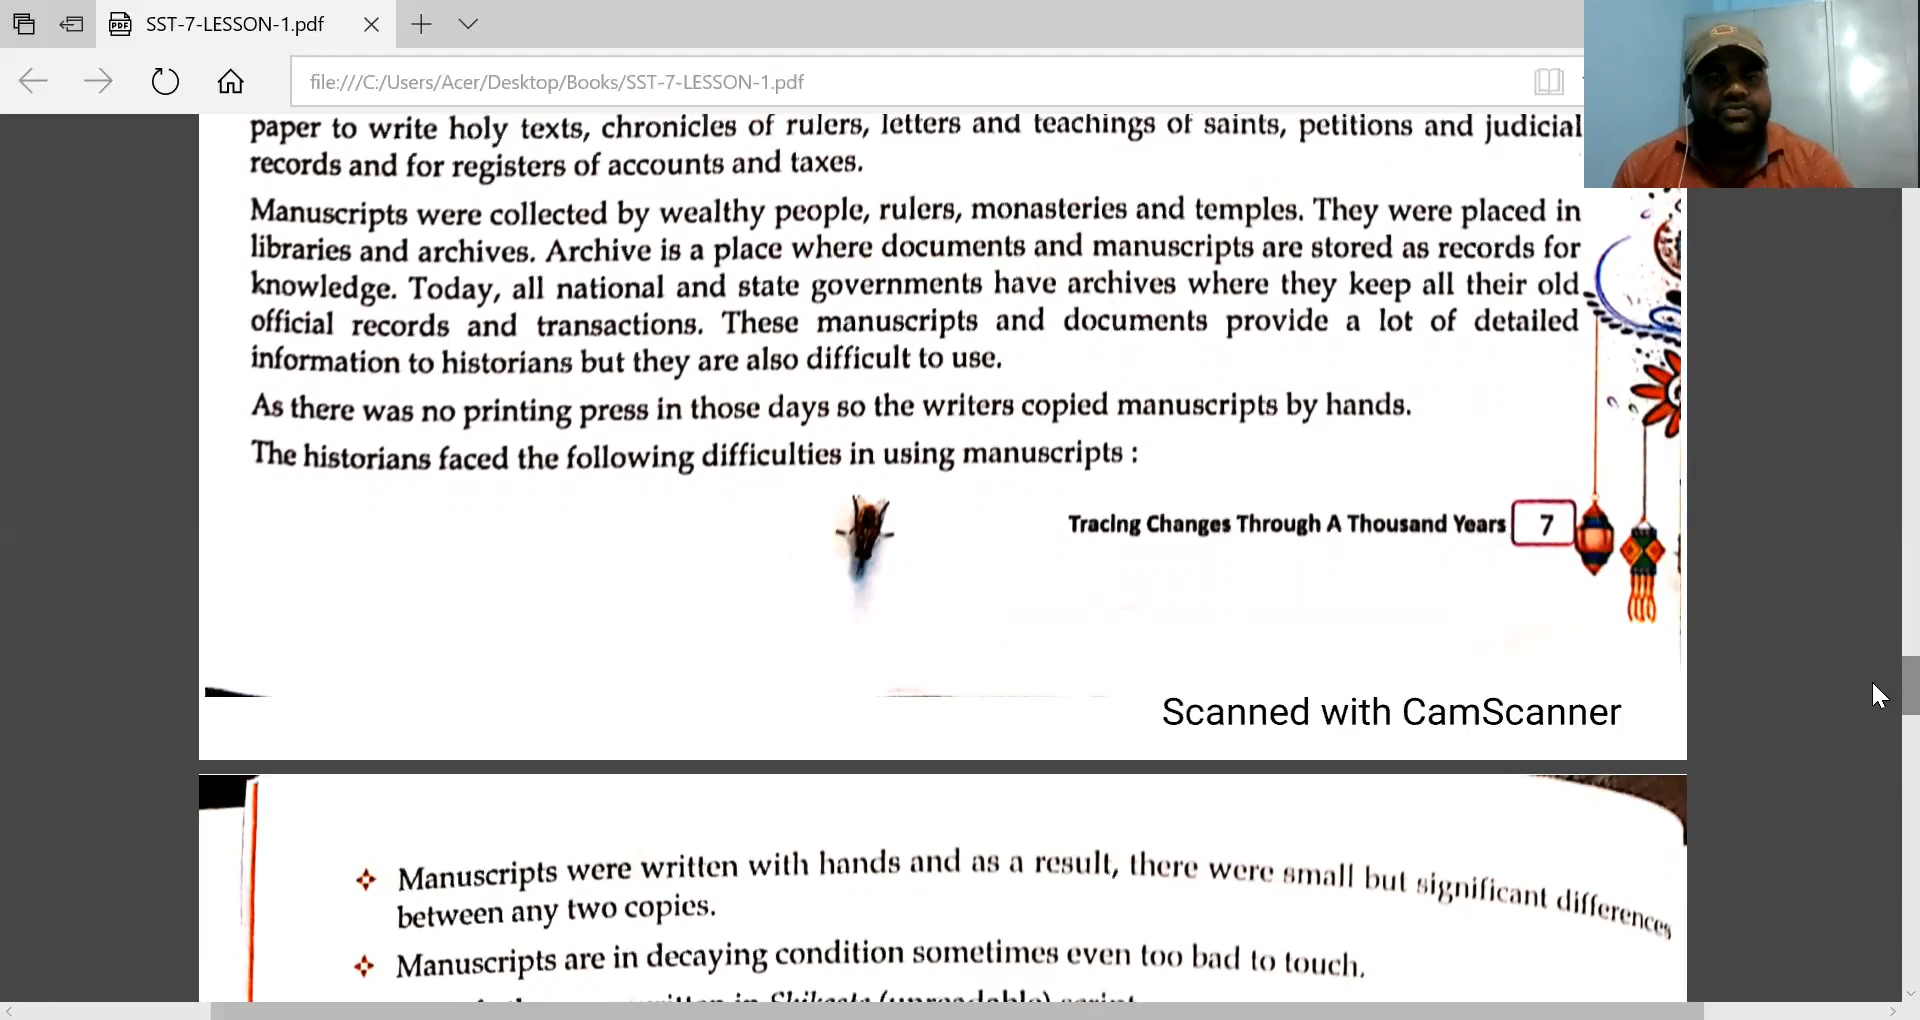 SST-7-LESSON-1.pdf
file:///C:/Users/Acer/Desktop/Books/SST-7-LESSON-1.pdf
paper to write holy texts, chronicles of rulers, letters and teachings of saints, petitions and judicial
records and for registers of accounts and taxes.
Manuscripts were collected by wealthy people, rulers, monasteries and temples. They were placed in
libraries and archives. Archive is a place where documents and manuscripts are stored as records for
knowledge. Today, all national and state governments have archives where they keep all their old
official records and transactions. These manuscripts and documents provide a lot of detailed
information to historians but they are also difficult to use.
As there was no printing press in those days so the writers copied manuscripts by hands.
The historians faced the following difficulties in using manuscripts :
Tracing Changes Through A Thousand Years 7
Scanned with CamScanner
Manuscripts were written with hands and as a result, there were small but significant differences
between any two copies.
Manuscripts are in decaying condition sometimes even too bad to touch.
in Shikasta (unreadable) script